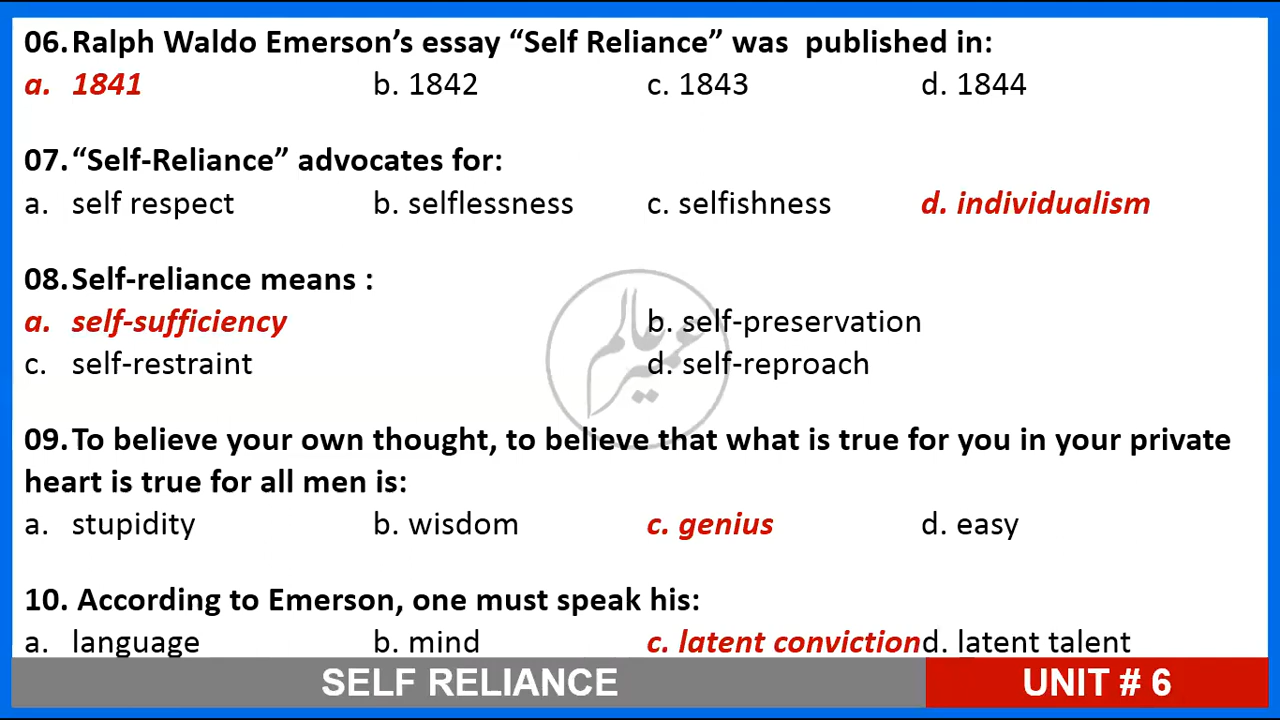 06. Ralph Waldo Emerson’s essay “Self Reliance” was published in:
a. 1841 b. 1842 c. 1843 d. 1844
07. “Self-Reliance” advocates for:
a. self respect b. selflessness c. selfishness d. individualism
08. Self-reliance means :
a. self-sufficiency b. self-preservation
c. self-restraint d. self-reproach
عمیر عالم
09. To believe your own thought, to believe that what is true for you in your private
heart is true for all men is:
a. stupidity b. wisdom c. genius d. easy
10. According to Emerson, one must speak his:
a. language b. mind c. latent conviction d. latent talent
SELF RELIANCE UNIT # 6